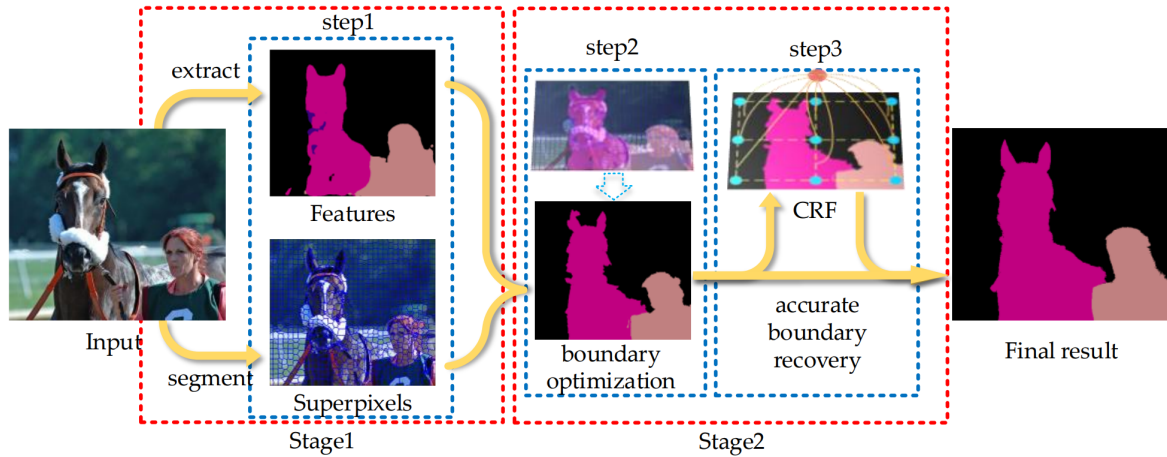 step1
extract
Features
Input
segment
Superpixels
Stage1
step2
step3
CRF
boundary
optimization
accurate
boundary
recovery
Stage2
Final result